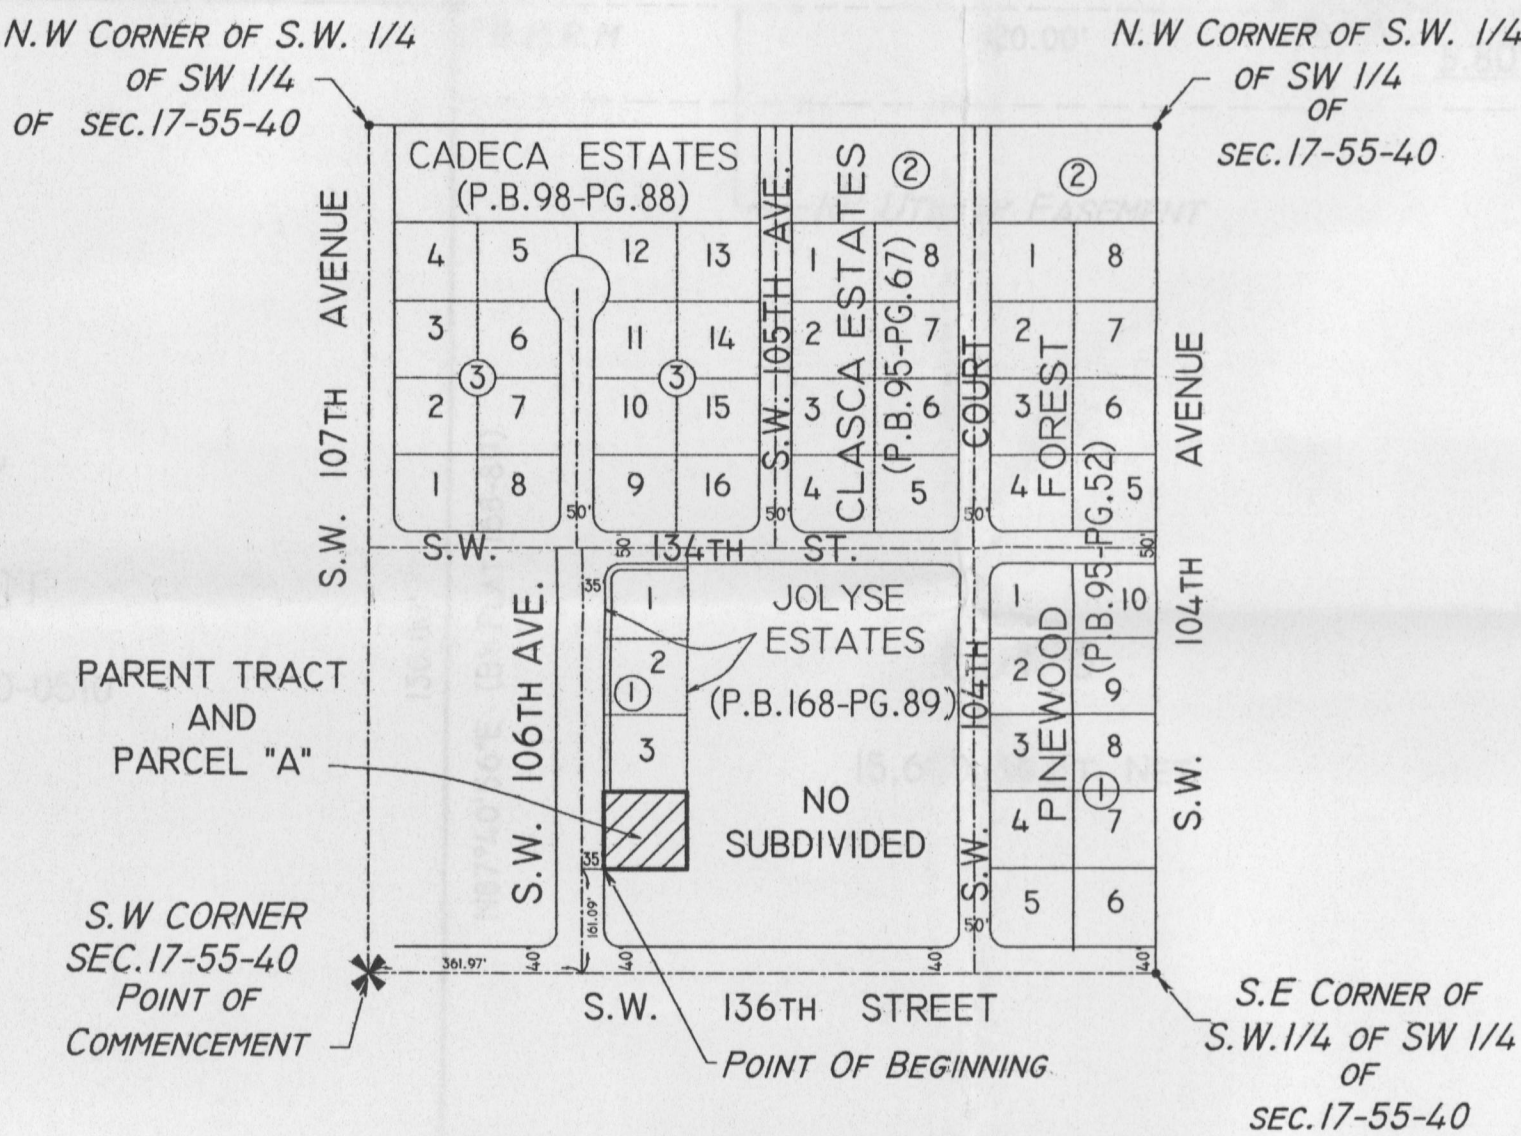 N.W CORNER OF S.W. 1/4
OF SW 1/4
OF SEC.17-55-40
N.W CORNER OF S.W. 1/4
OF SW 1/4
OF
SEC.17-55-40
CADECA ESTATES
(P.B.98-PG.88)
4
5
12
13
3
6
11
14
3
3
2
7
10
15
1
8
9
16
50'
S.W. 107TH AVENUE
S.W. 105TH AVE.
50'
CLASCA ESTATES
(P.B.95-PG.67)
2
1
8
2
7
3
6
4
5
COURT
50'
2
1
8
2
7
3
6
4
5
FOREST
(P.B.95-PG.52)
S.W. 104TH AVENUE
50'
S.W. 134TH ST.
50'
35
S.W. 106TH AVE.
1
2
1
3
JOLYSE
ESTATES
(P.B.168-PG.89)
NO
SUBDIVIDED
S.W. 104TH
50'
1
10
2
9
3
8
1
4
7
5
6
PINEWOOD
PARENT TRACT
AND
PARCEL "A"
35
161.09'
S.W CORNER
SEC.17-55-40
POINT OF
COMMENCEMENT
361.97'
40'
40'
40'
40'
S.W. 136TH STREET
POINT OF BEGINNING
S.E CORNER OF
S.W.1/4 OF SW 1/4
OF
SEC.17-55-40
20.00'
UTILITY EASEMENT